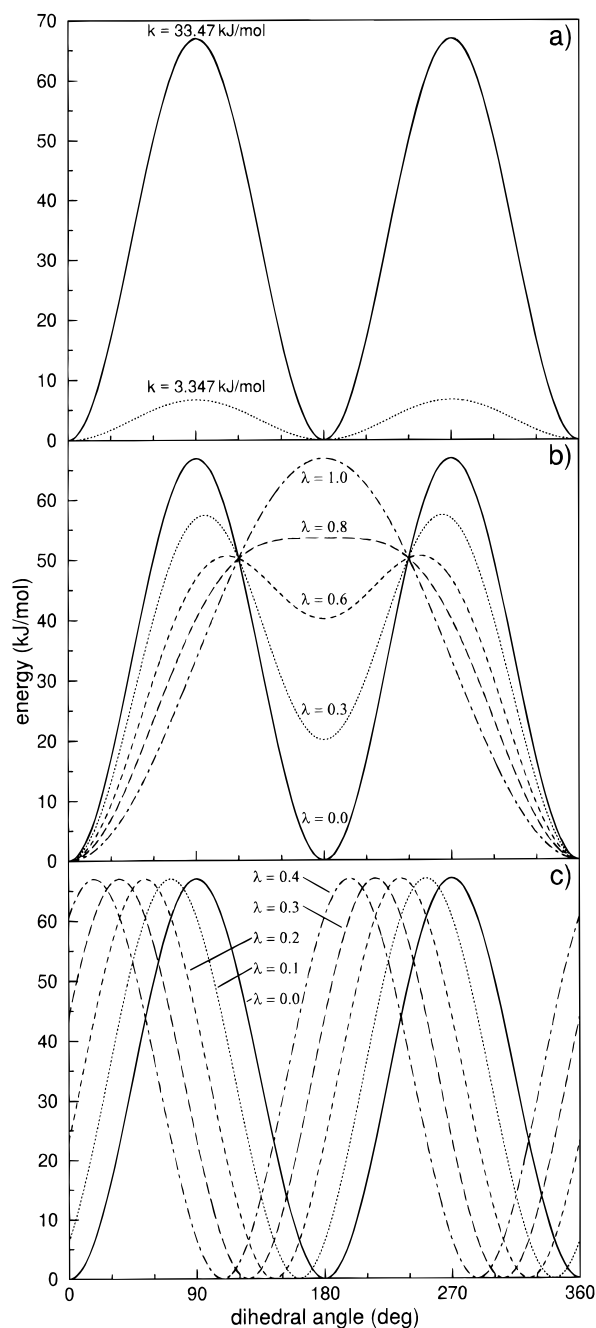 70
k = 33.47 kJ/mol
a)
60
50
40
30
20
10
k = 3.347 kJ/mol
0
b)
60
λ = 1.0
λ = 0.8
50
λ = 0.6
40
30
λ = 0.3
20
10
λ = 0.0
0
energy (kJ/mol)
c)
λ = 0.4
60
λ = 0.3
λ = 0.2
50
λ = 0.1
λ = 0.0
40
30
20
10
0
0 90 180 270 360
dihedral angle (deg)